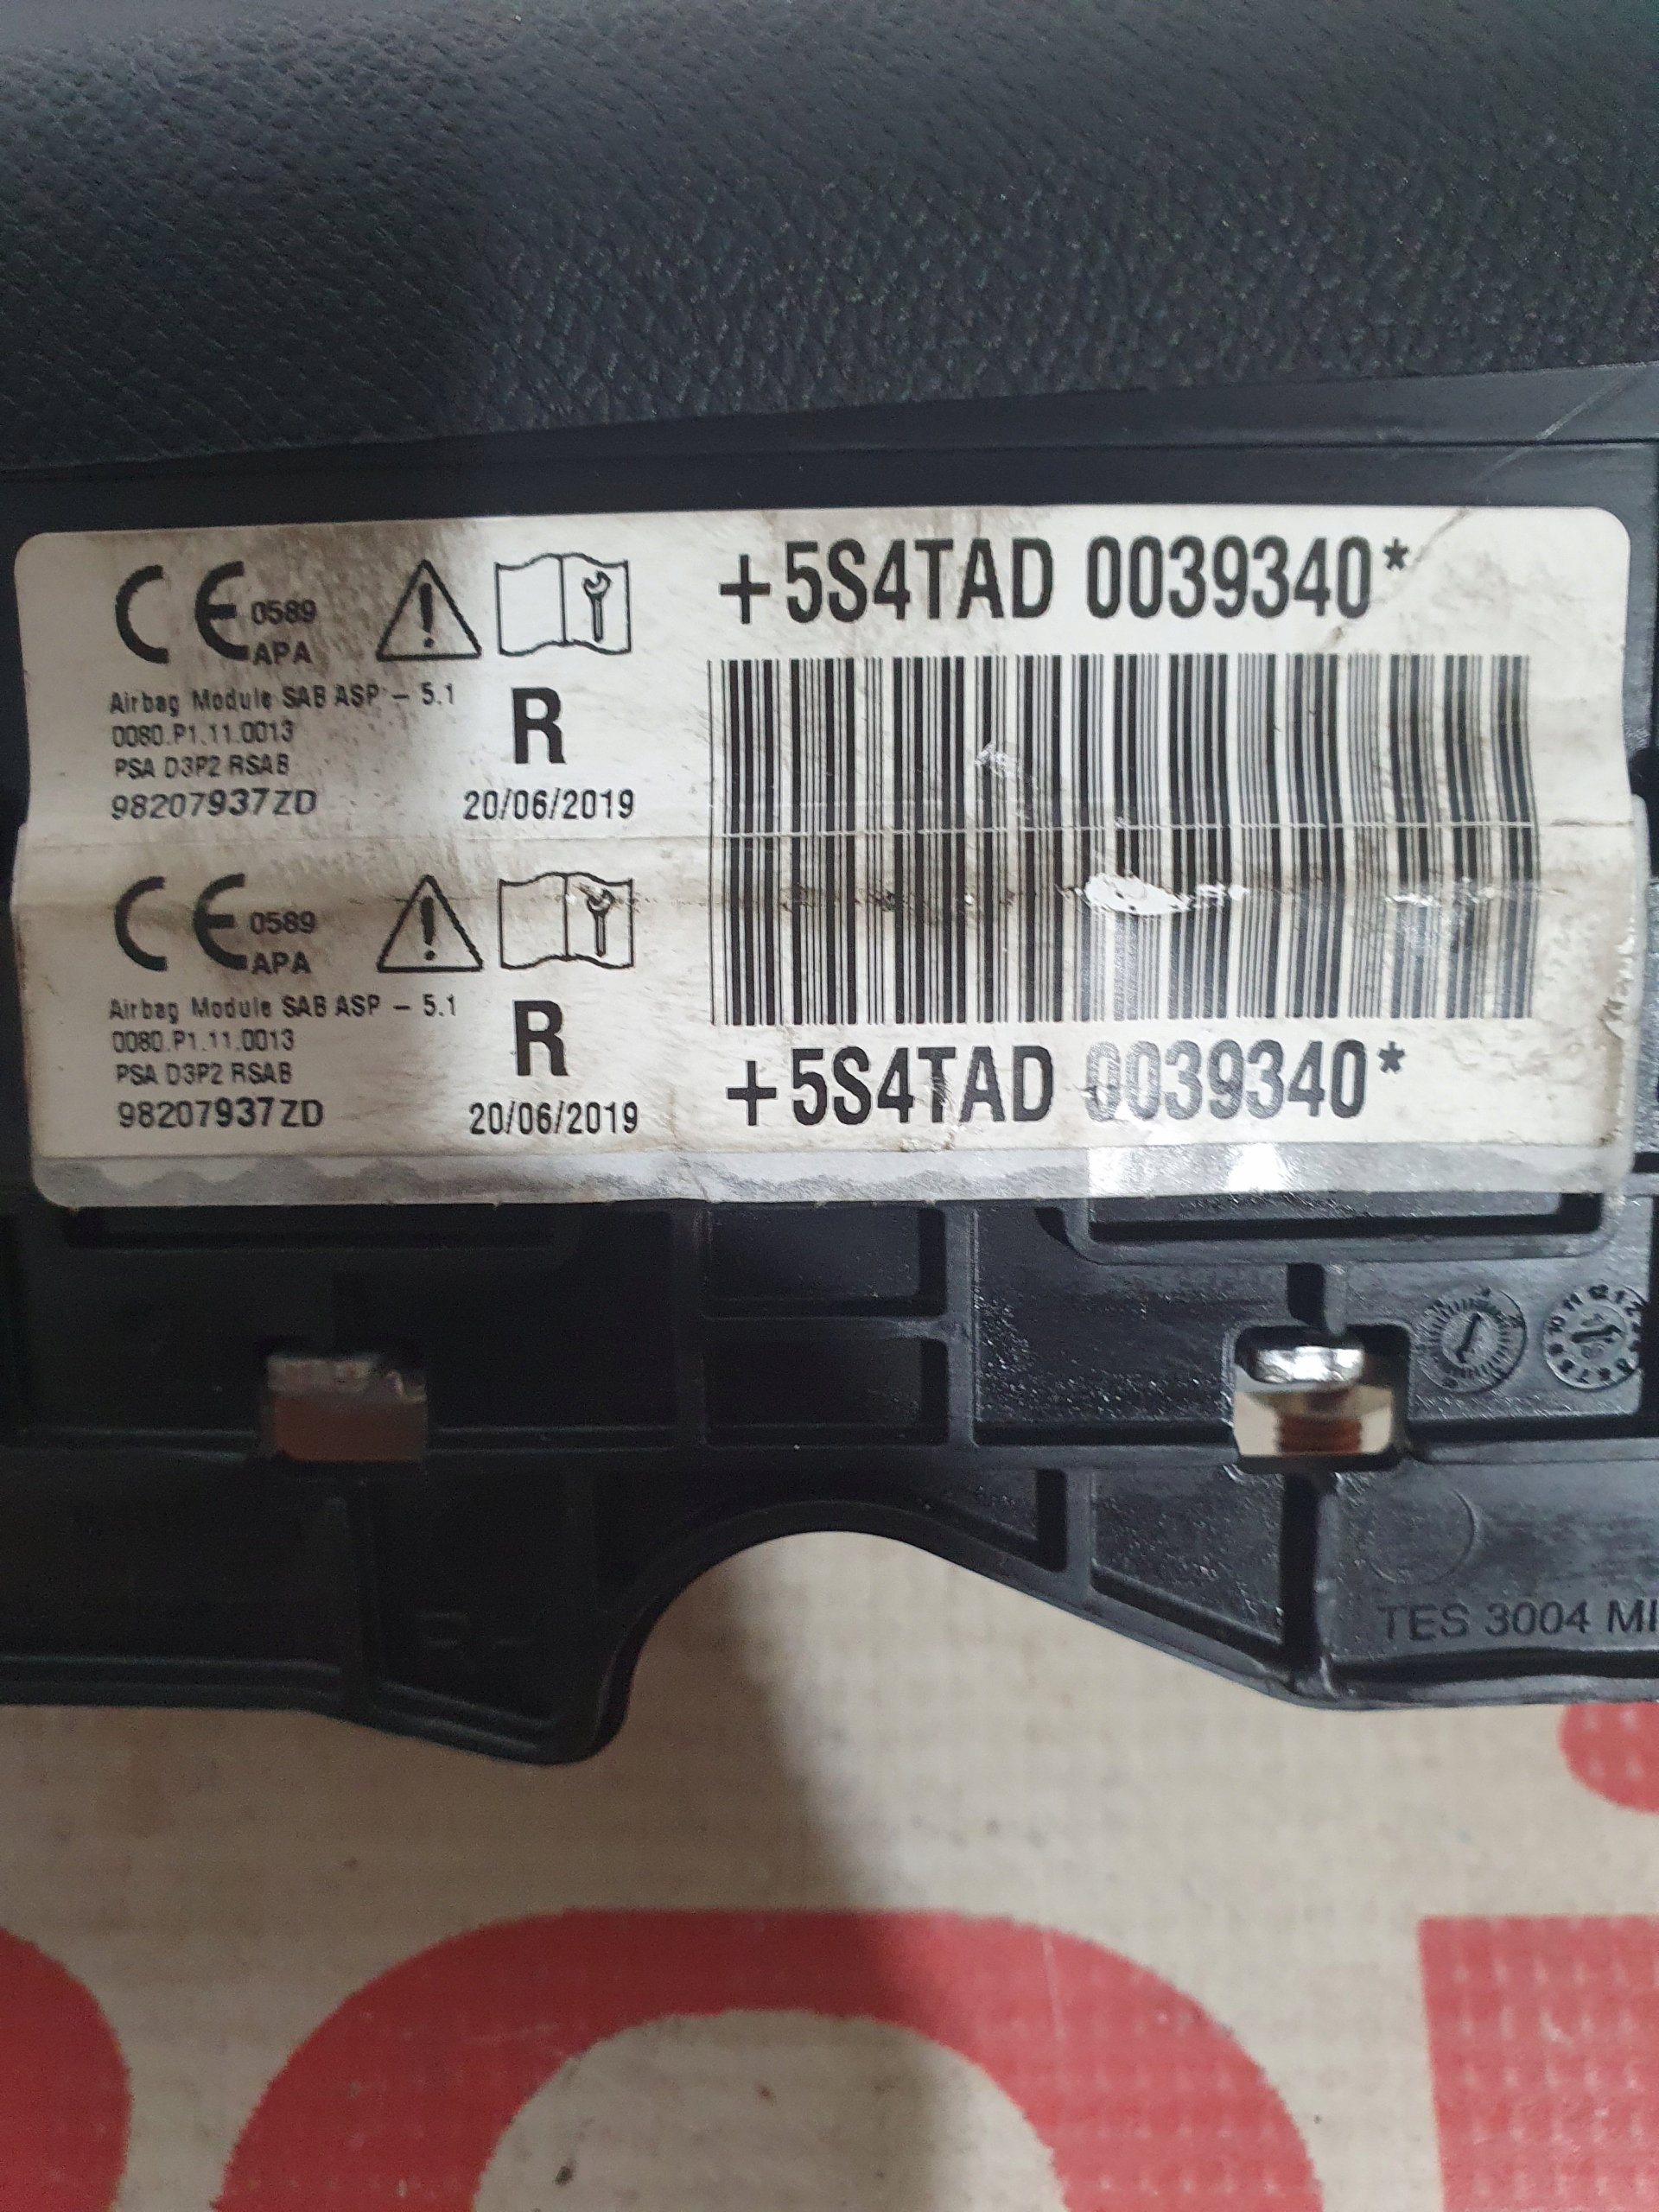 CE 0589
APA
Airbag Module SAB ASP – 5.1
0080.P1.11.0013
PSA D3P2 RSAB
98207937ZD
R
20/06/2019
+5S4TAD 0039340*
CE 0589
APA
Airbag Module SAB ASP – 5.1
0080.P1.11.0013
PSA D3P2 RSAB
98207937ZD
R
20/06/2019
+5S4TAD 0039340*
TES 3004 MI